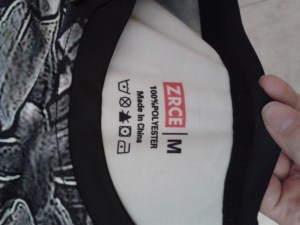 ZRCE | M
100%POLYESTER
Made In China